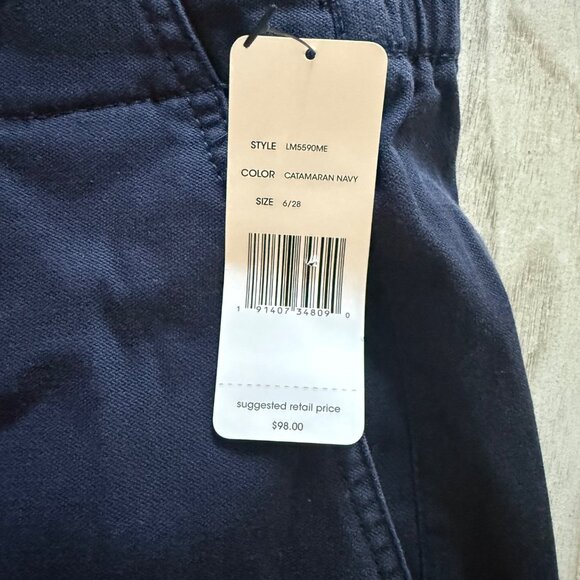 STYLE LM5590ME
COLOR CATAMARAN NAVY
SIZE 6/28
1 91407 34809 0
suggested retail price
$98.00